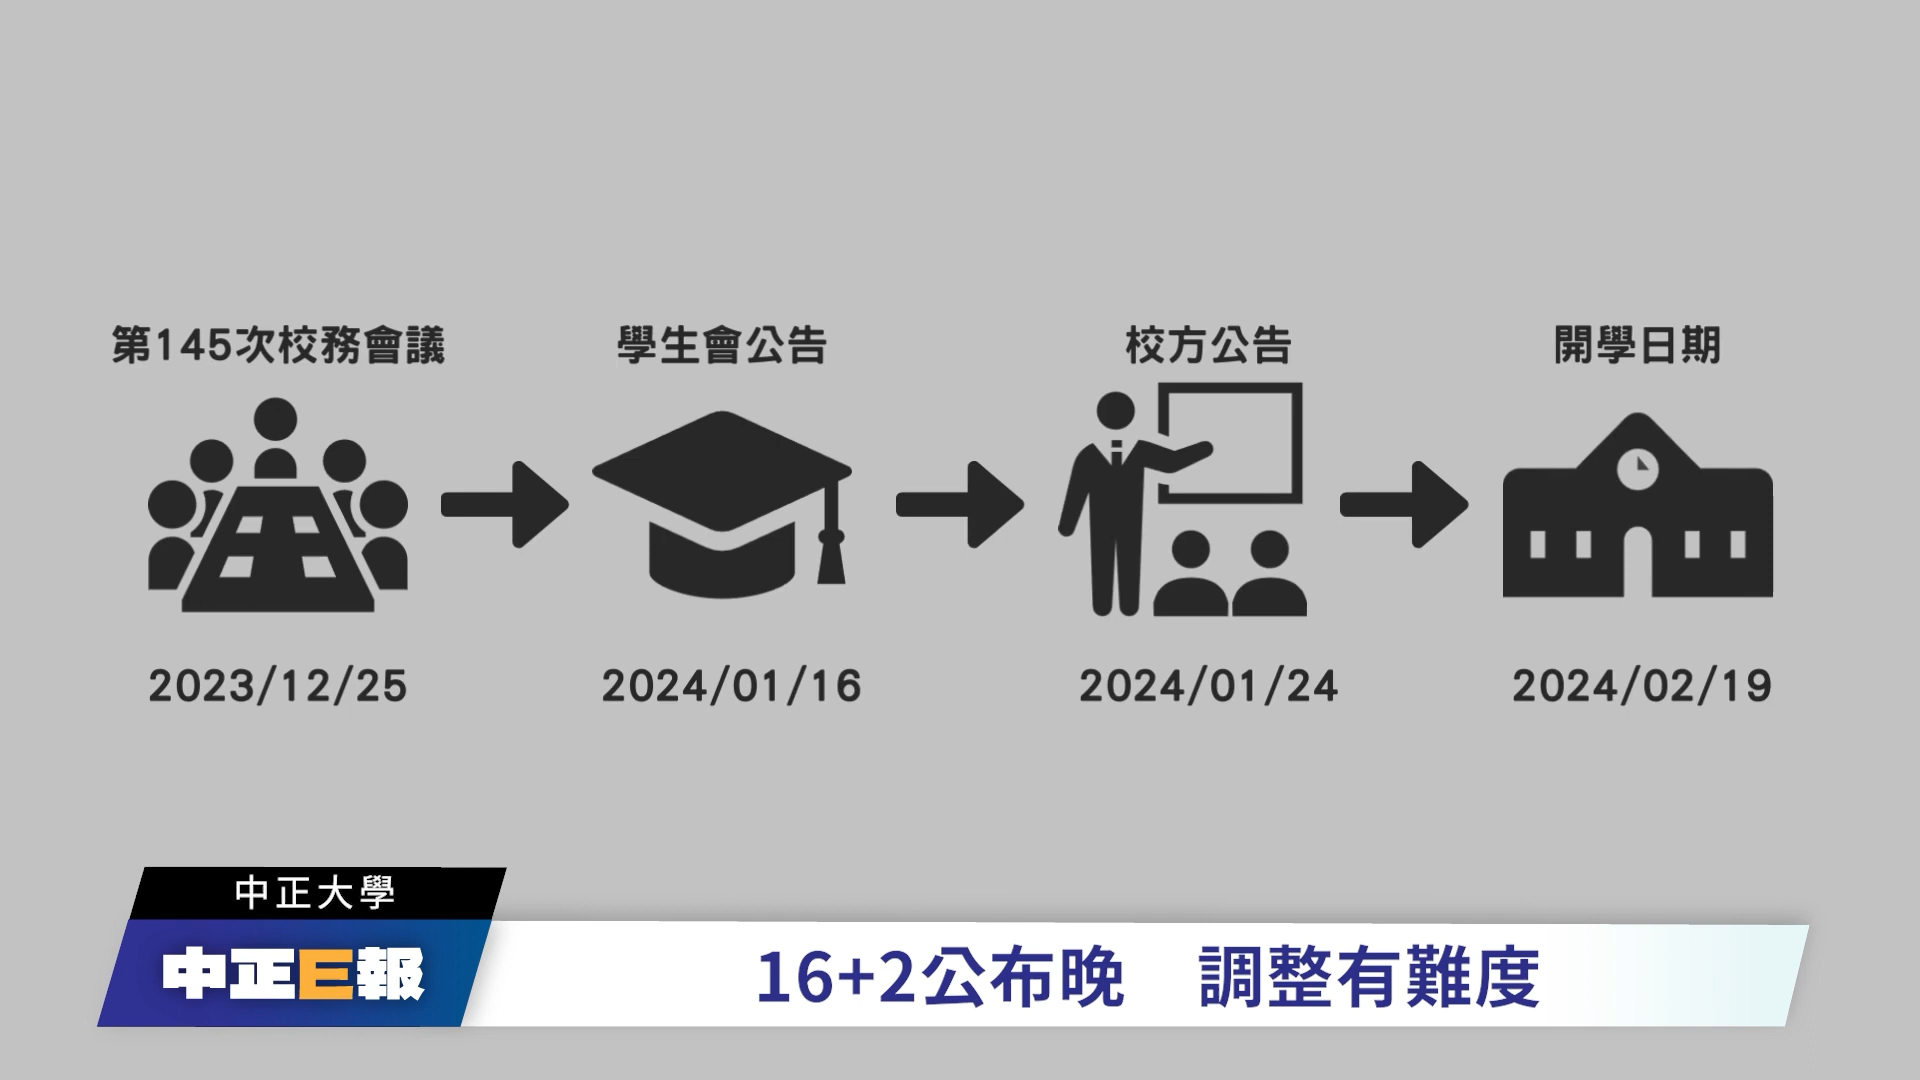 第145次校務會議
學生會公告
校方公告
開學日期
2023/12/25
2024/01/16
2024/01/24
2024/02/19
中正大學
中正E報
16+2公布晚 調整有難度